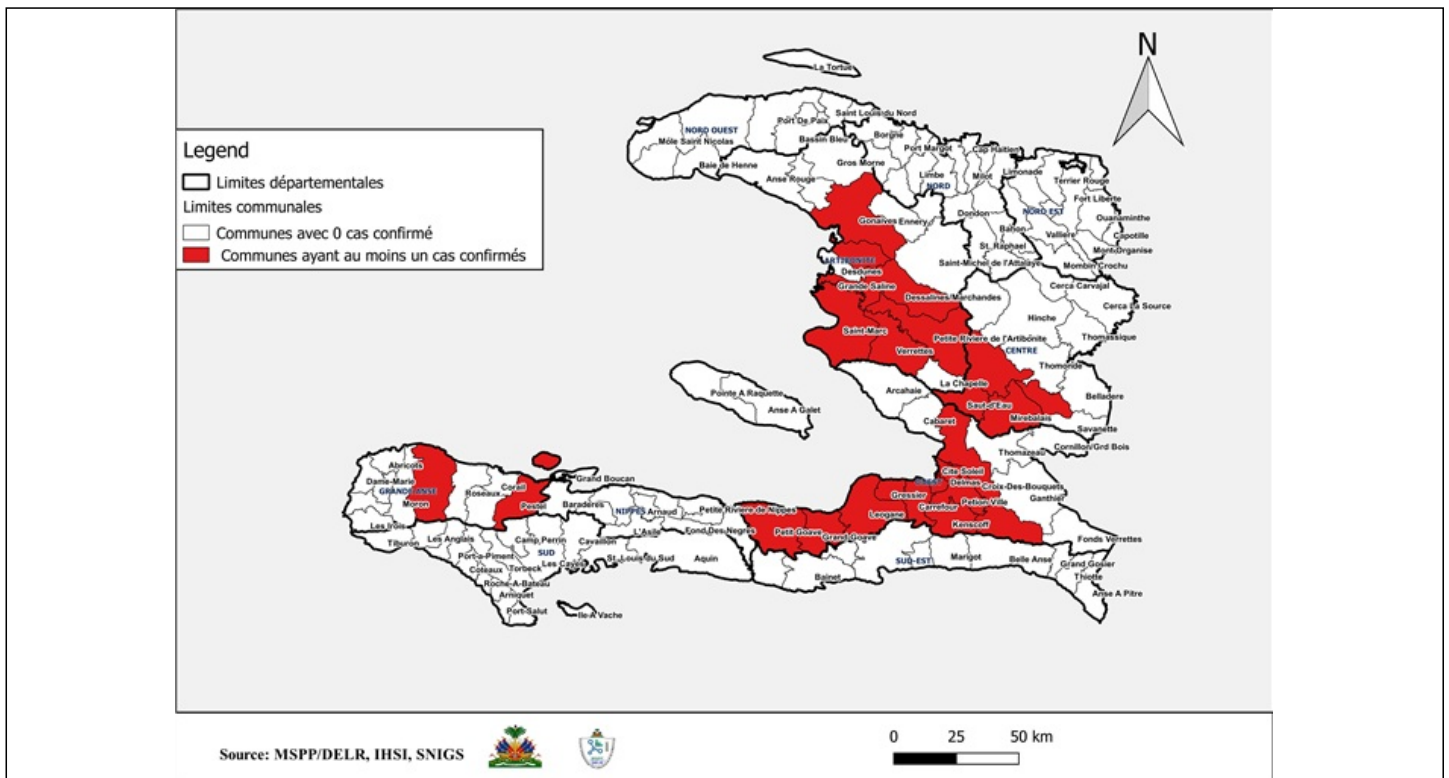 N
La Tortue
Saint Louis du Nord
Port De Paix
NORD OUEST
Môle Saint Nicolas
Bassin Bleu
Borgne
Port Margot
Cap Haitien
Baie de Henne
Gros Morne
Limbe
Milot
Limonade
Terrier Rouge
Anse Rouge
NORD
Fort Liberte
Gonaives
Ennery
Dondon
NORD EST
Ouanaminthe
Bahon
Valliere
Capotille
St. Raphael
Mont-Organise
ARTIBONITE
Saint-Michel de l'Attalaye
Mombin Crochu
Desdunes
Grande Saline
Cerca Carvajal
Dessalines/Marchandes
Cerca La Source
Hinche
Saint-Marc
Petite Riviere de l'Artibonite
Thomassique
Verrettes
CENTRE
Thomonde
La Chapelle
Arcahaie
Belladere
Pointe A Raquette
Saut-d'Eau
Anse A Galet
Mirebalais
Cabaret
Savanette
Cornillon/Grd Bois
Thomazeau
Cite Soleil
Delmas
Croix-Des-Bouquets
Gressier
Ganthier
Petion Ville
Carrefour
Leogane
Kenscoff
Fonds Verrettes
Abricots
Dame-Marie
GRANDE ANSE
Moron
Roseaux
Corail
Pestel
Grand Boucan
Baraderes
NIPPES
Arnaud
Petite Riviere de Nippes
Petit Goave
Grand Goave
Les Irois
Tiburon
Les Anglais
Camp Perrin
Cavaillon
L'Asile
Fond Des Negres
Port-a-Piment
SUD
Les Cayes
St. Louis du Sud
Aquin
Coteaux
Torbeck
Roche-A-Bateau
Arniquet
Port-Salut
Ile A Vache
Bainet
SUD-EST
Marigot
Belle Anse
Grand Gosier
Thiotte
Anse A Pitre
Legend
Limites départementales
Limites communales
Communes avec 0 cas confirmé
Communes ayant au moins un cas confirmés
Source: MSPP/DELR, IHSI, SNIGS
0 25 50 km